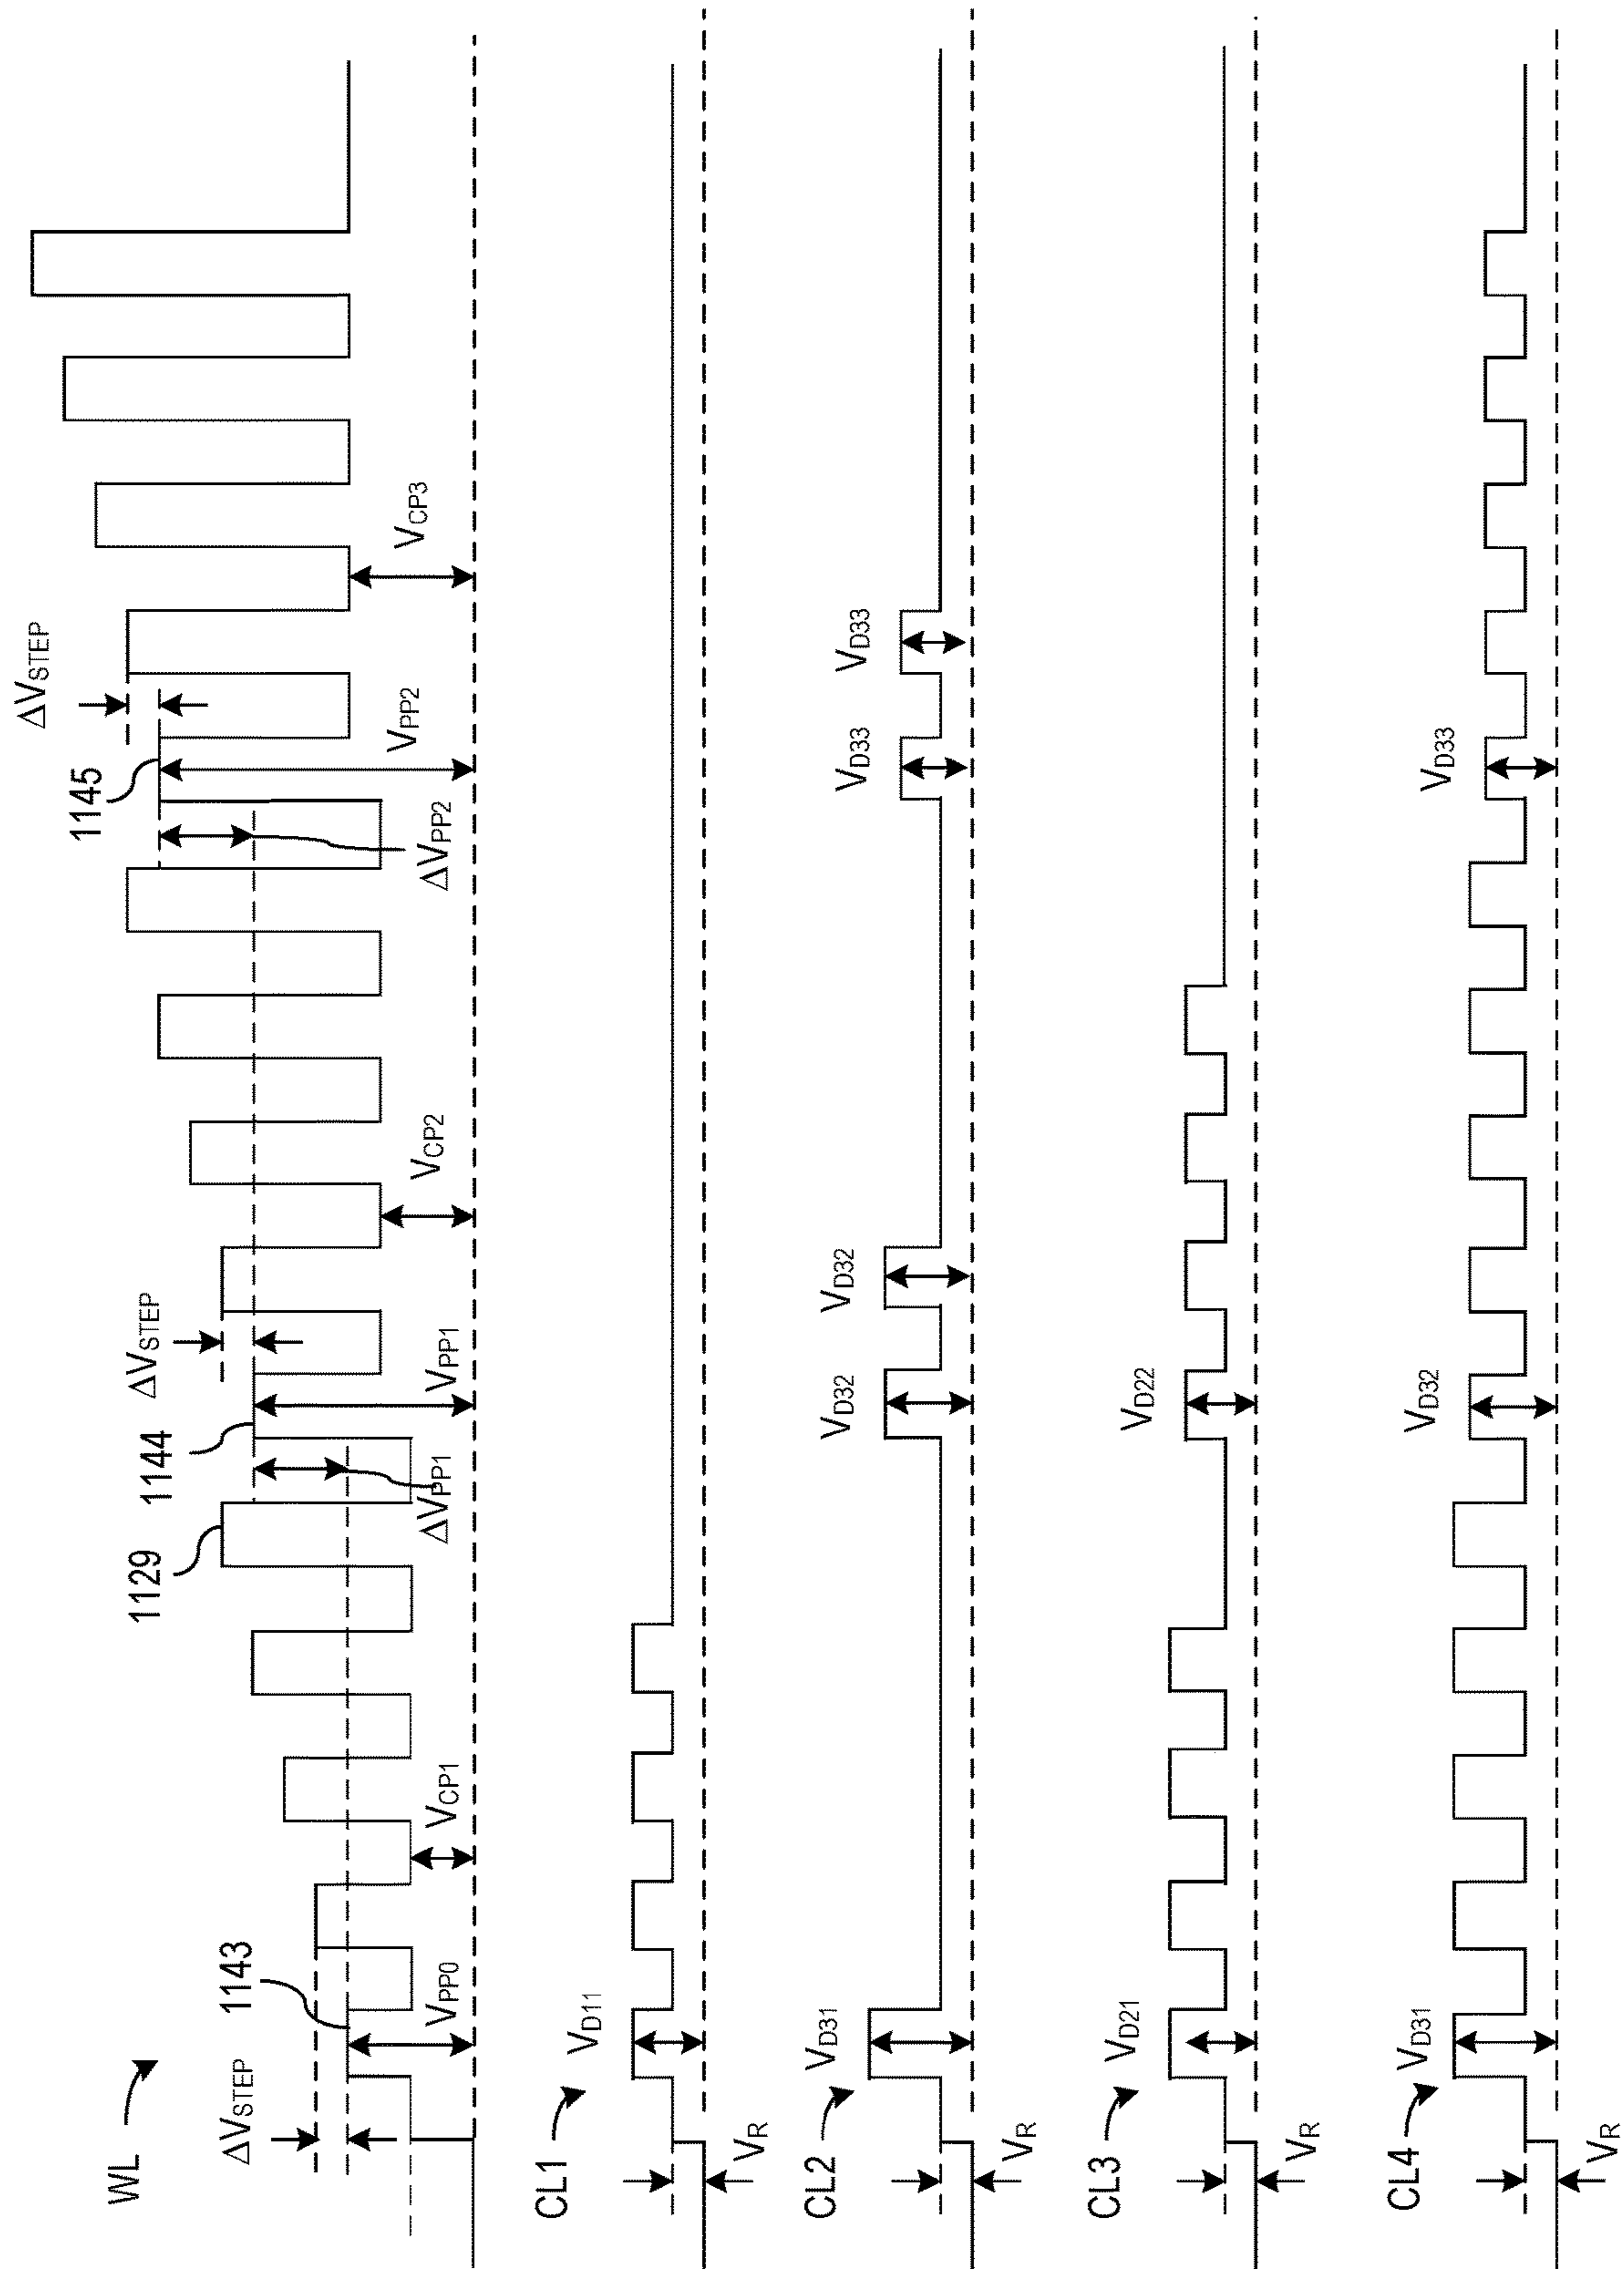 WL
ΔVSTEP
1143
VPP0
VCP1
1129
ΔVPP1
1144
VPP1
ΔVSTEP
VCP2
ΔVPP2
1145
VPP2
ΔVSTEP
VCP3
CL1
VR
VD11
CL2
VR
VD31
VD32
VD32
VD33
VD33
CL3
VR
VD21
VD22
CL4
VR
VD31
VD32
VD33